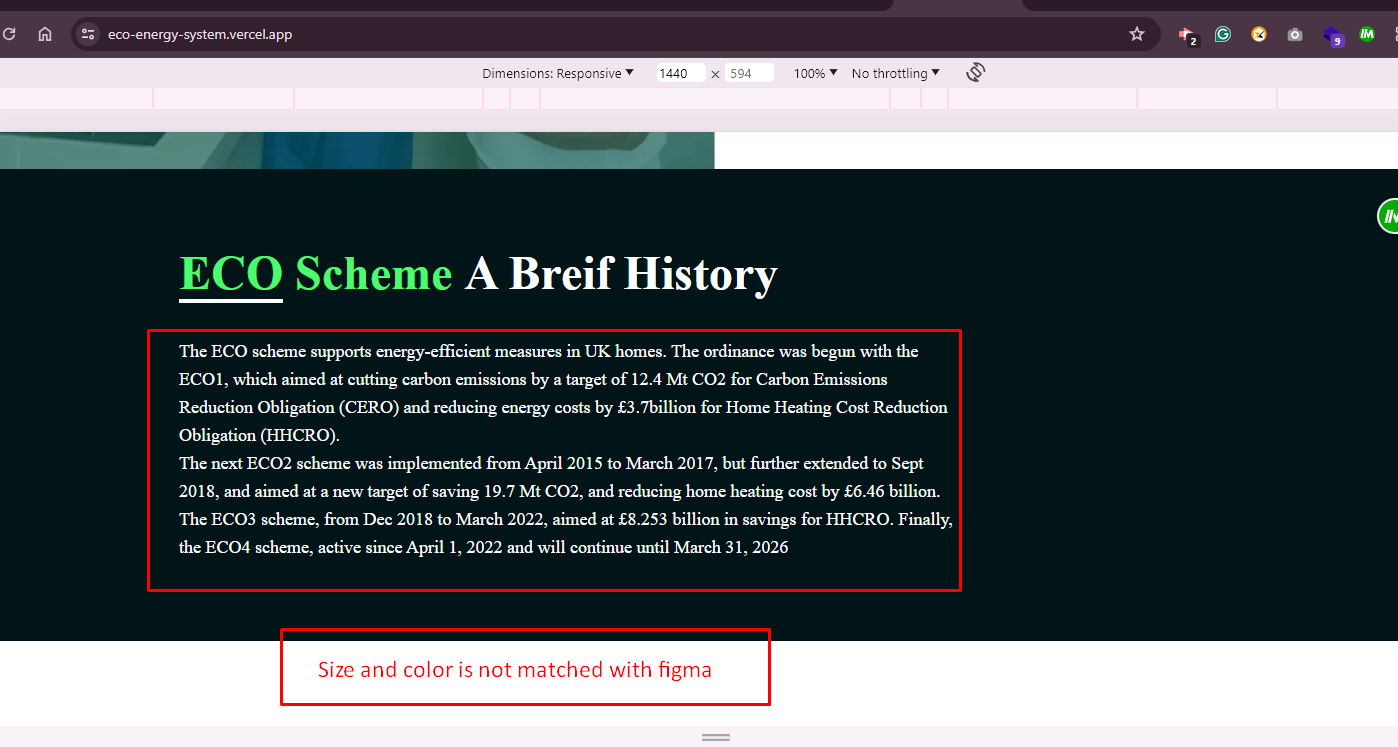 eco-energy-system.vercel.app
2
9
Dimensions: Responsive 1440 × 594 100% No throttling
ECO Scheme A Breif History
The ECO scheme supports energy-efficient measures in UK homes. The ordinance was begun with the
ECO1, which aimed at cutting carbon emissions by a target of 12.4 Mt CO2 for Carbon Emissions
Reduction Obligation (CERO) and reducing energy costs by £3.7billion for Home Heating Cost Reduction
Obligation (HHCRO).
The next ECO2 scheme was implemented from April 2015 to March 2017, but further extended to Sept
2018, and aimed at a new target of saving 19.7 Mt CO2, and reducing home heating cost by £6.46 billion.
The ECO3 scheme, from Dec 2018 to March 2022, aimed at £8.253 billion in savings for HHCRO. Finally,
the ECO4 scheme, active since April 1, 2022 and will continue until March 31, 2026
Size and color is not matched with figma